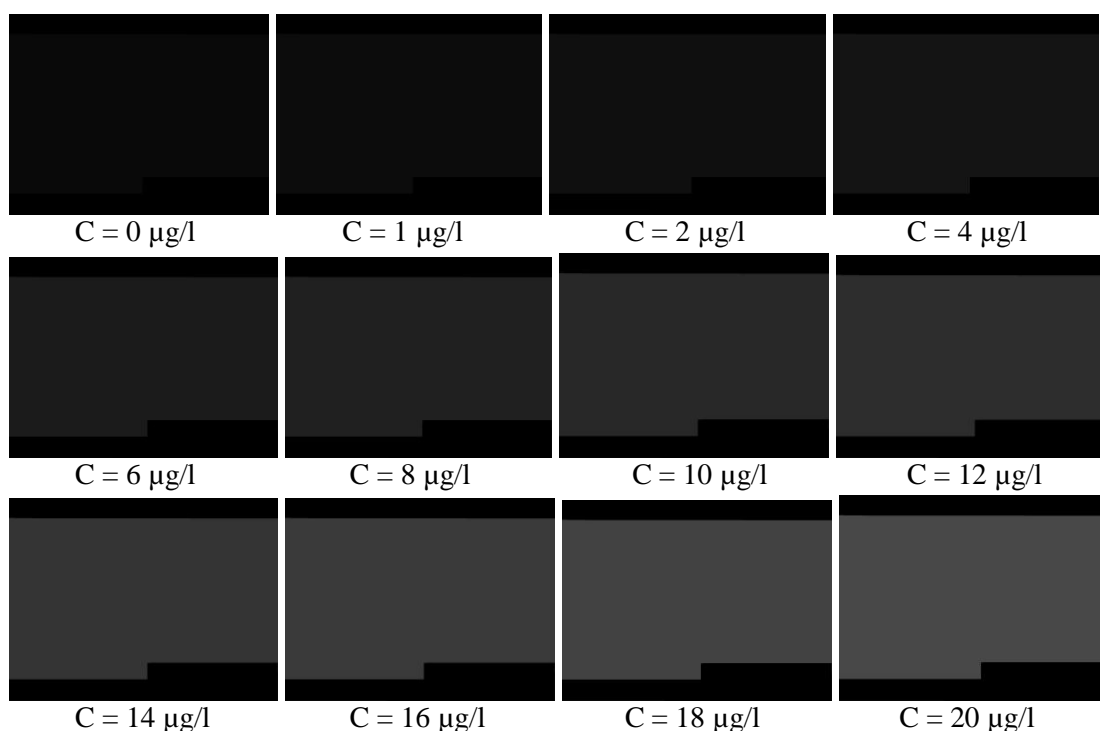 C = 0 µg/l C = 1 µg/l C = 2 µg/l C = 4 µg/l
C = 6 µg/l C = 8 µg/l C = 10 µg/l C = 12 µg/l
C = 14 µg/l C = 16 µg/l C = 18 µg/l C = 20 µg/l